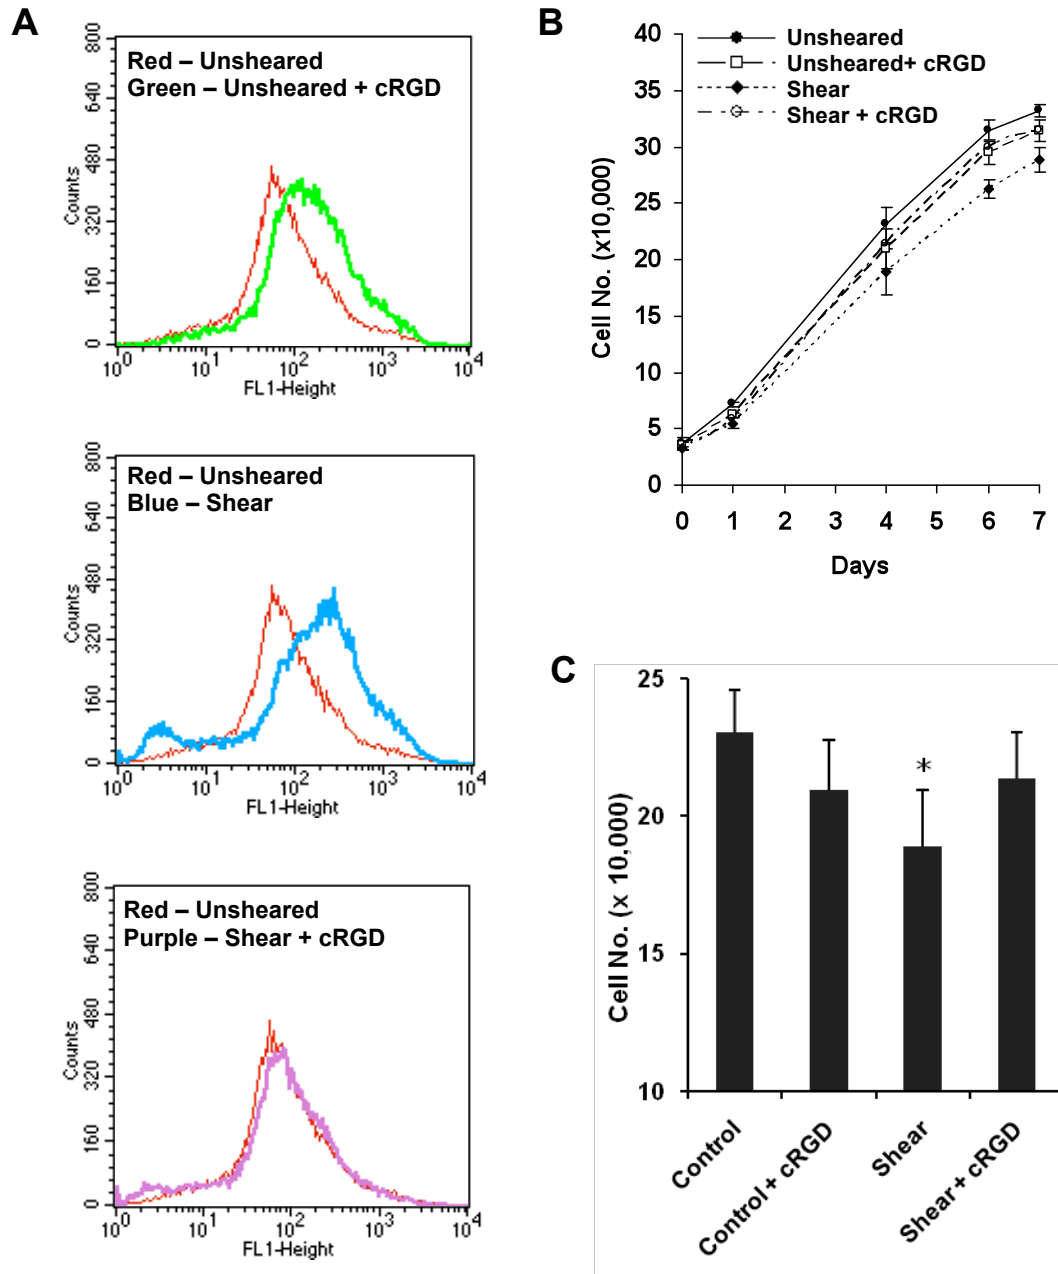 A
Red – Unsheared
Green – Unsheared + cRGD
Counts
800
640
480
320
160
0
10^0 10^1 10^2 10^3 10^4
FL1-Height
Red – Unsheared
Blue – Shear
Counts
800
640
480
320
160
0
10^0 10^1 10^2 10^3 10^4
FL1-Height
Red – Unsheared
Purple – Shear + cRGD
Counts
800
640
480
320
160
0
10^0 10^1 10^2 10^3 10^4
FL1-Height
B
Unsheared
Unsheared+ cRGD
Shear
Shear + cRGD
Cell No. (x10,000)
40
35
30
25
20
15
10
5
0
0 1 2 3 4 5 6 7
Days
C
Cell No. (x 10,000)
25
20
15
10
*
Control
Control + cRGD
Shear
Shear + cRGD